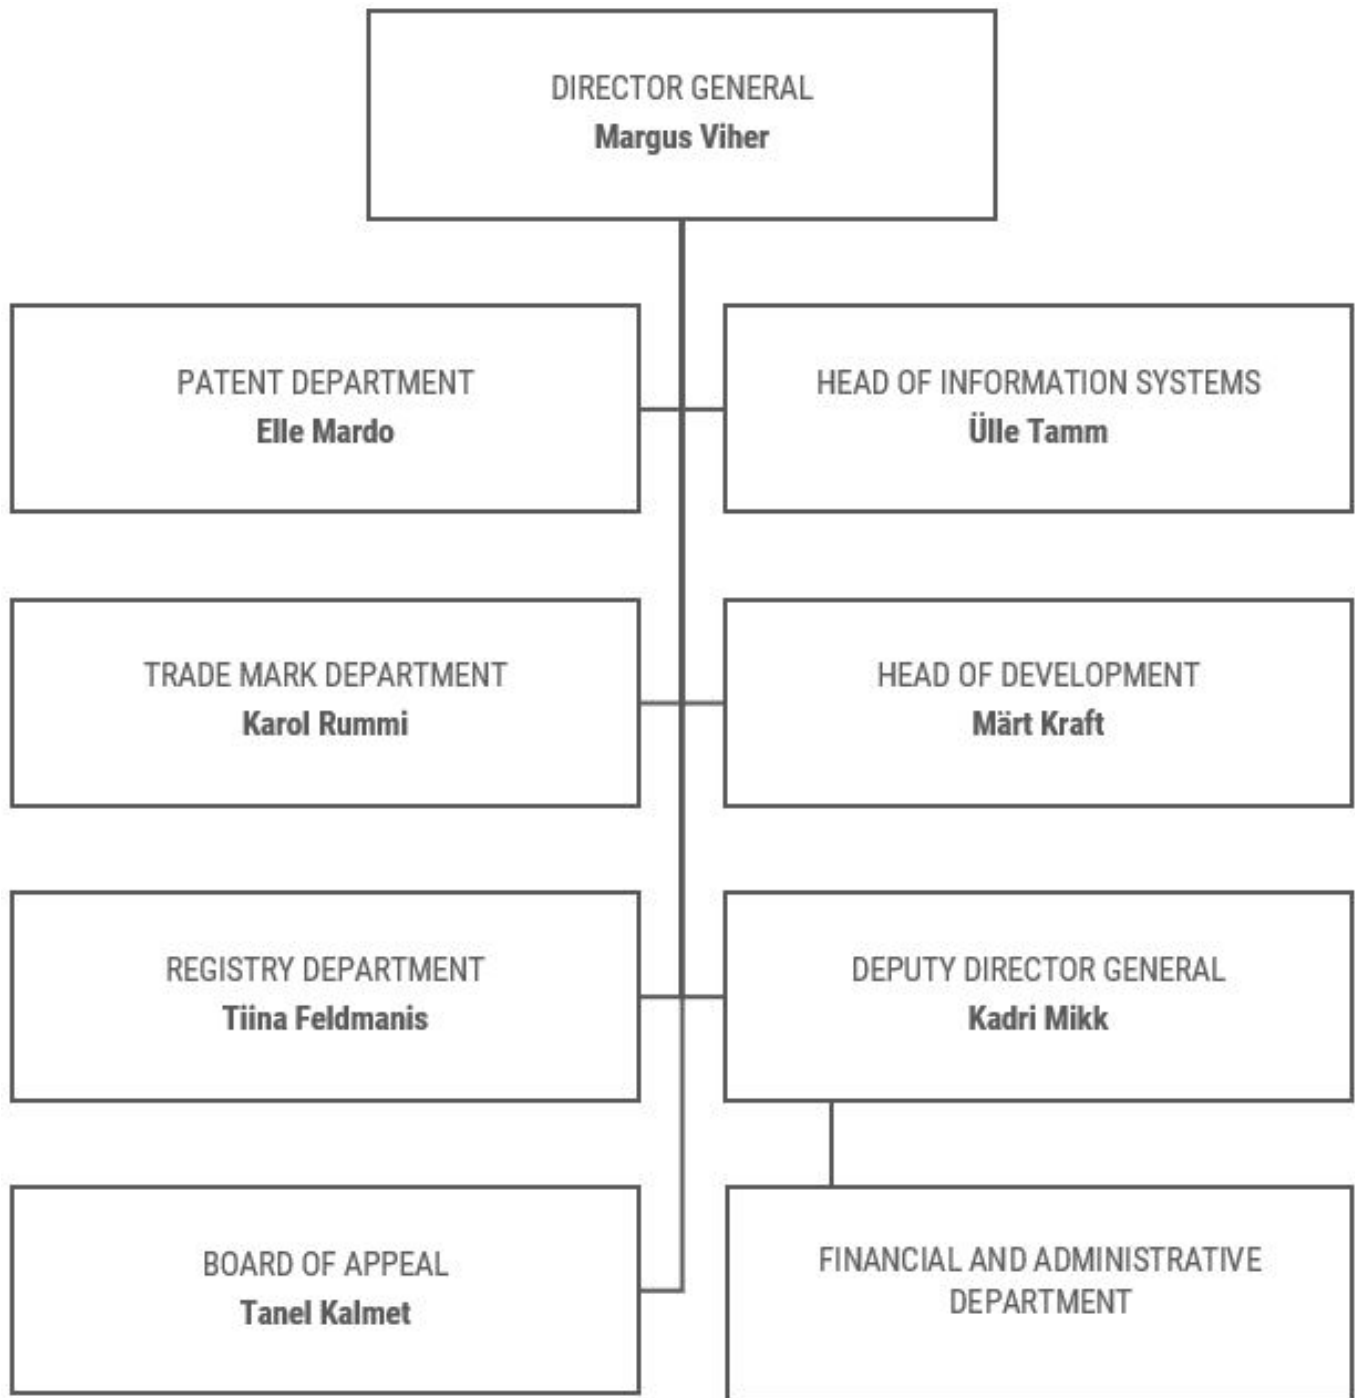 DIRECTOR GENERAL
Margus Viher
PATENT DEPARTMENT
Elle Mardo
HEAD OF INFORMATION SYSTEMS
Ülle Tamm
TRADE MARK DEPARTMENT
Karol Rummi
HEAD OF DEVELOPMENT
Märt Kraft
REGISTRY DEPARTMENT
Tiina Feldmanis
DEPUTY DIRECTOR GENERAL
Kadri Mikk
BOARD OF APPEAL
Tanel Kalmet
FINANCIAL AND ADMINISTRATIVE
DEPARTMENT